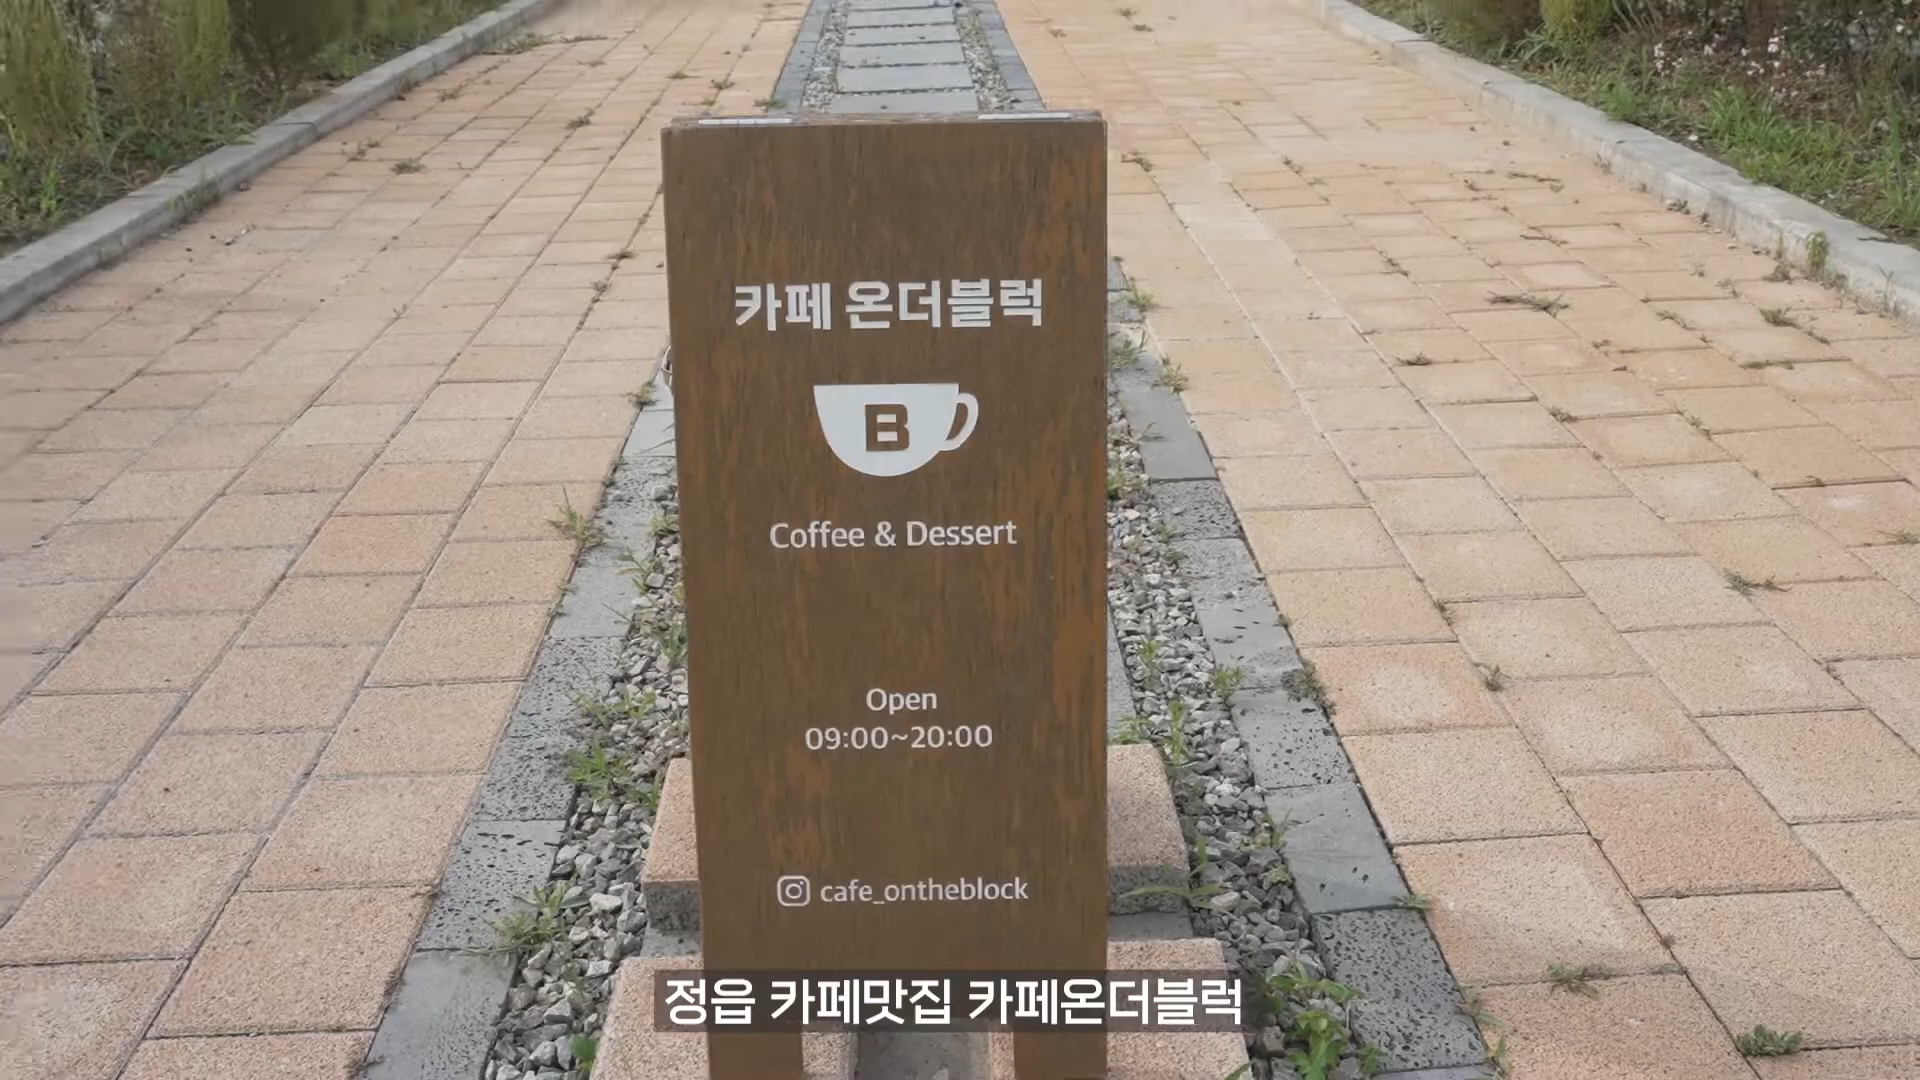 카페 온더블럭
B
Coffee & Dessert
Open
09:00~20:00
cafe_ontheblock
정읍 카페맛집 카페온더블럭